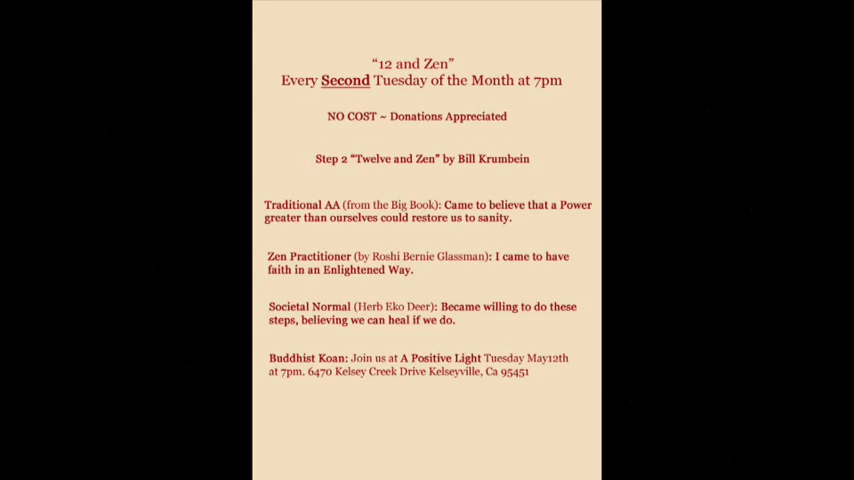 “12 and Zen”
Every Second Tuesday of the Month at 7pm
NO COST ~ Donations Appreciated
Step 2 “Twelve and Zen” by Bill Krumbein
Traditional AA (from the Big Book): Came to believe that a Power
greater than ourselves could restore us to sanity.
Zen Practitioner (by Roshi Bernie Glassman): I came to have
faith in an Enlightened Way.
Societal Normal (Herb Eko Deer): Became willing to do these
steps, believing we can heal if we do.
Buddhist Koan: Join us at A Positive Light Tuesday May12th
at 7pm. 6470 Kelsey Creek Drive Kelseyville, Ca 95451